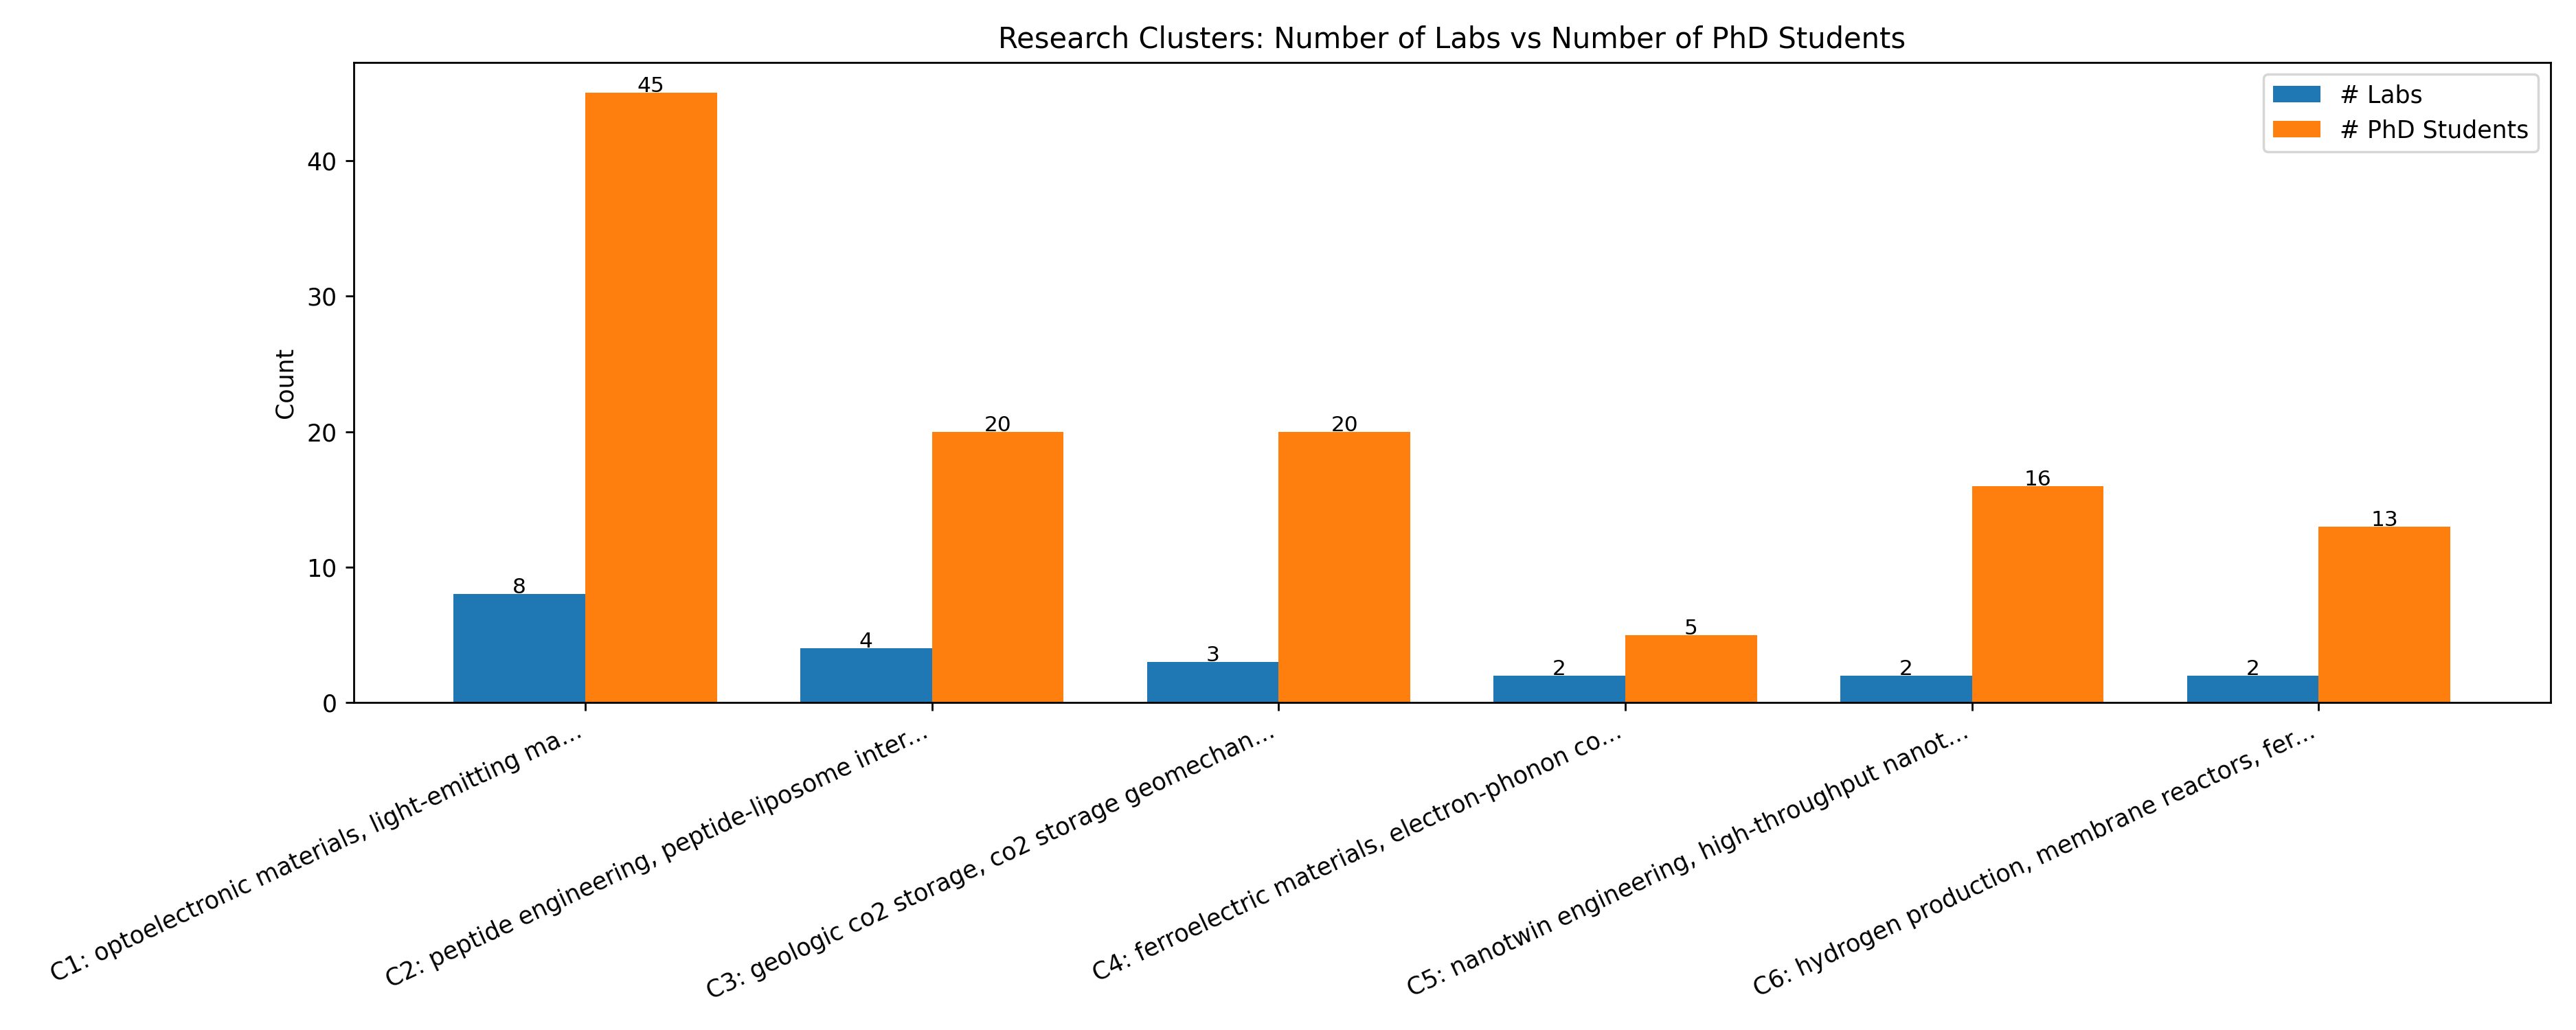 Research Clusters: Number of Labs vs Number of PhD Students
# Labs
# PhD Students
Count
40
30
20
10
0
45
8
20
4
20
3
5
2
16
2
13
2
C1: optoelectronic materials, light-emitting ma...
C2: peptide engineering, peptide-liposome inter...
C3: geologic co2 storage, co2 storage geomechan...
C4: ferroelectric materials, electron-phonon co...
C5: nanotwin engineering, high-throughput nanot...
C6: hydrogen production, membrane reactors, fer...